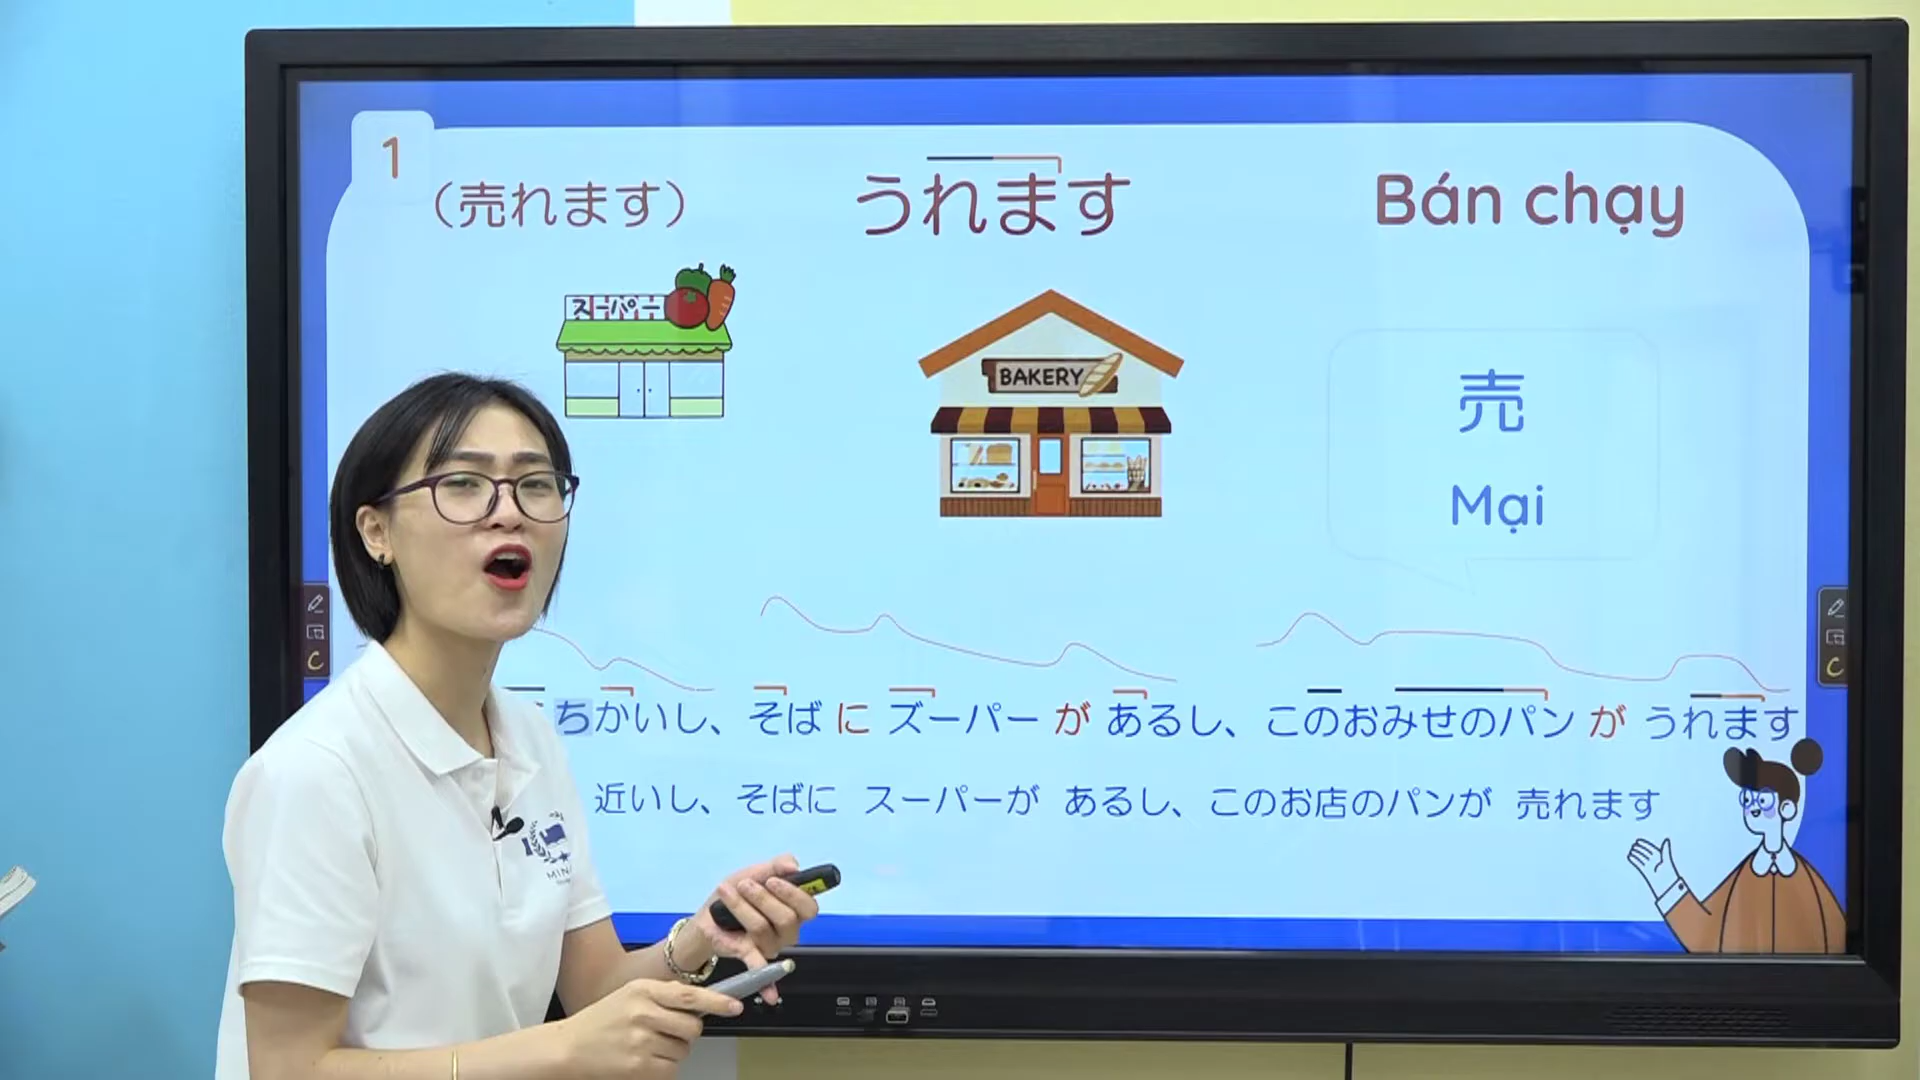 1
（売れます）
うれます
Bán chạy
スーパー
BAKERY
売
Mại
ちかいし、そば に ズーパー が あるし、このおみせのパン が うれます
近いし、そばに スーパーが あるし、このお店のパンが 売れます